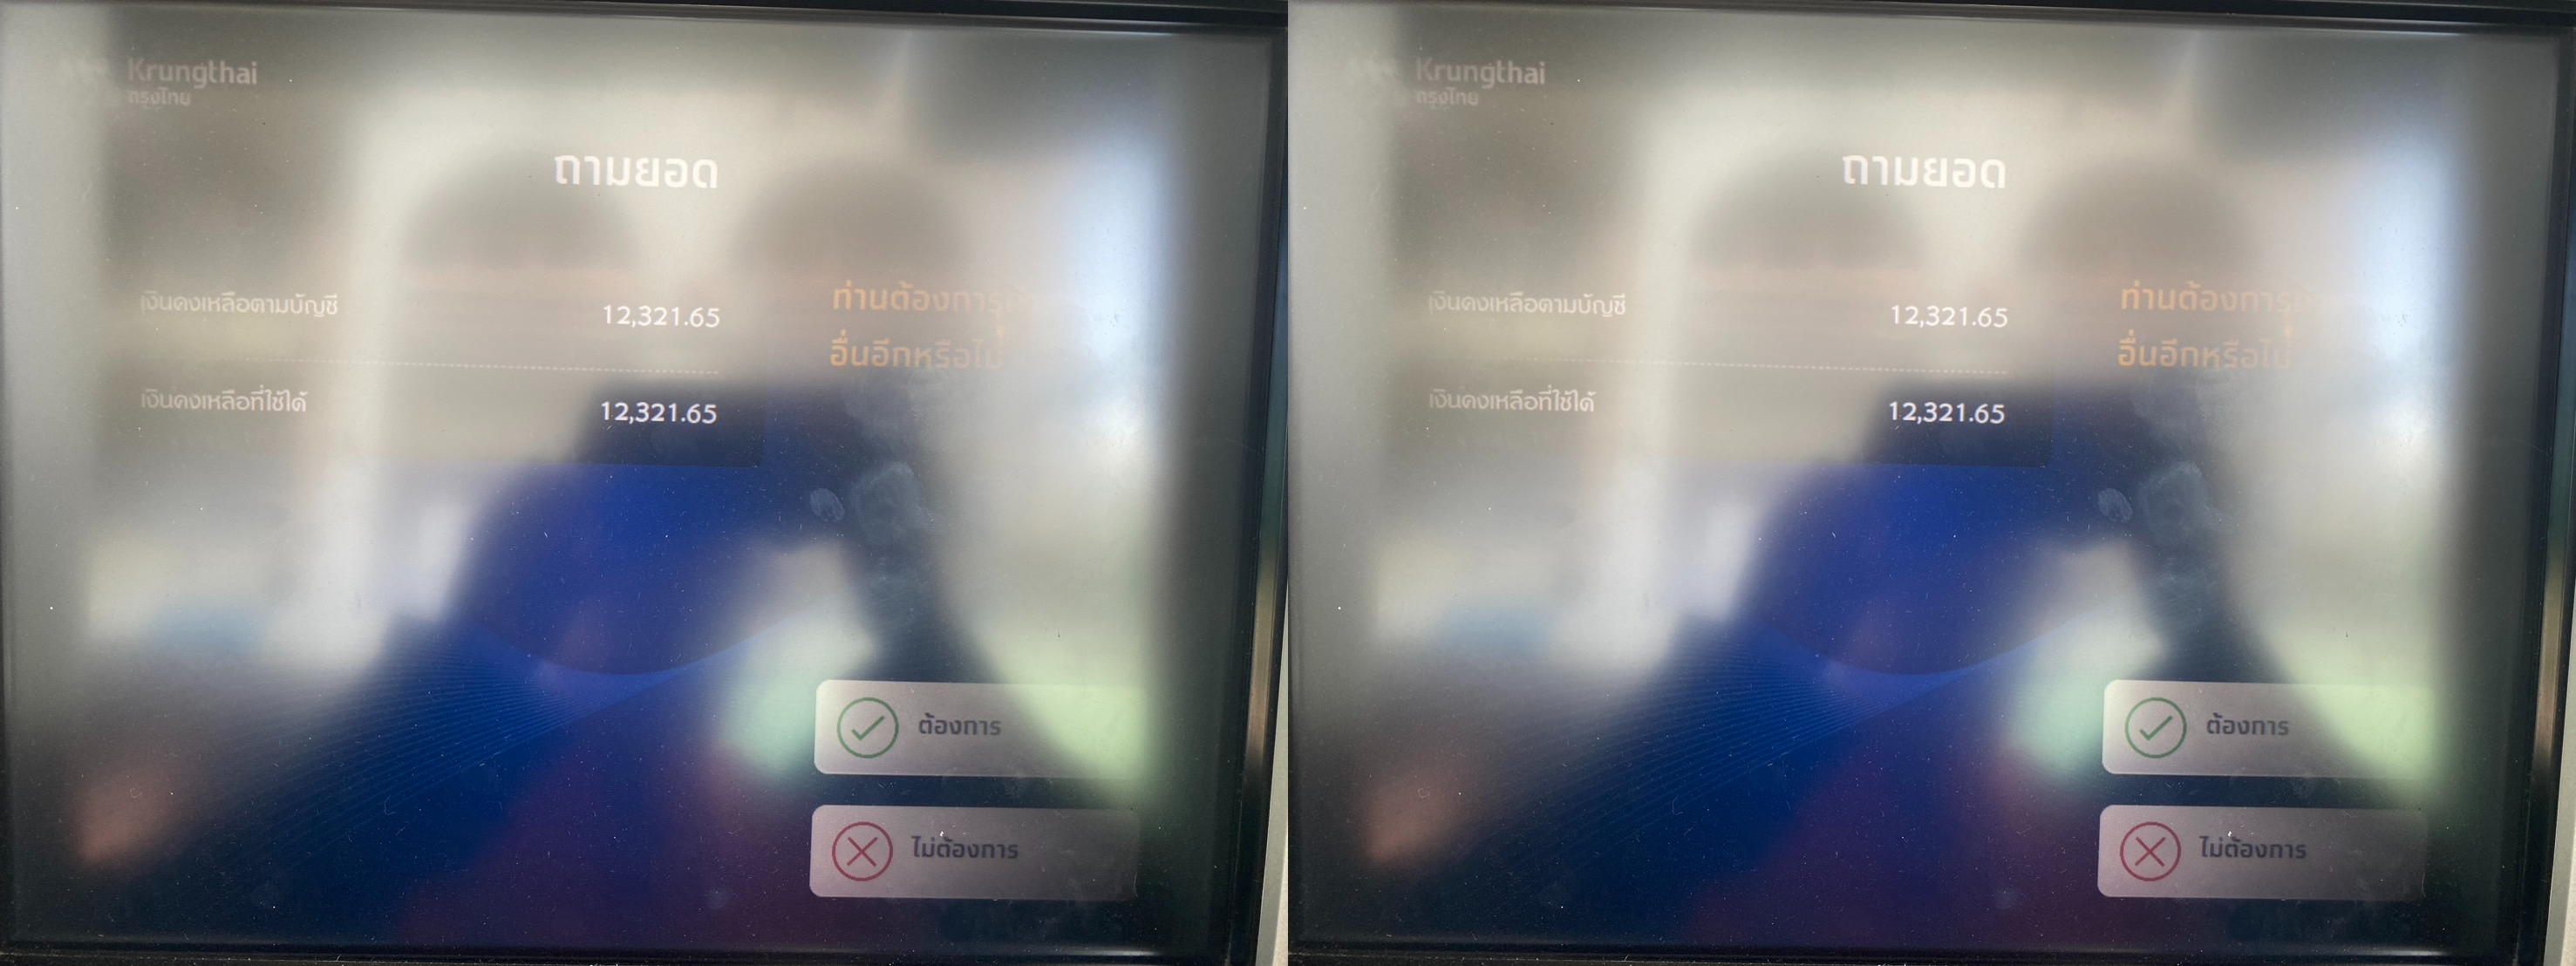 Krungthai
กรุงไทย
ถามยอด
เงินคงเหลือตามบัญชี 12,321.65
เงินคงเหลือที่ใช้ได้ 12,321.65
ท่านต้องการ
อื่นอีกหรือไม่
ต้องการ
ไม่ต้องการ
Krungthai
กรุงไทย
ถามยอด
เงินคงเหลือตามบัญชี 12,321.65
เงินคงเหลือที่ใช้ได้ 12,321.65
ท่านต้องการ
อื่นอีกหรือไม่
ต้องการ
ไม่ต้องการ